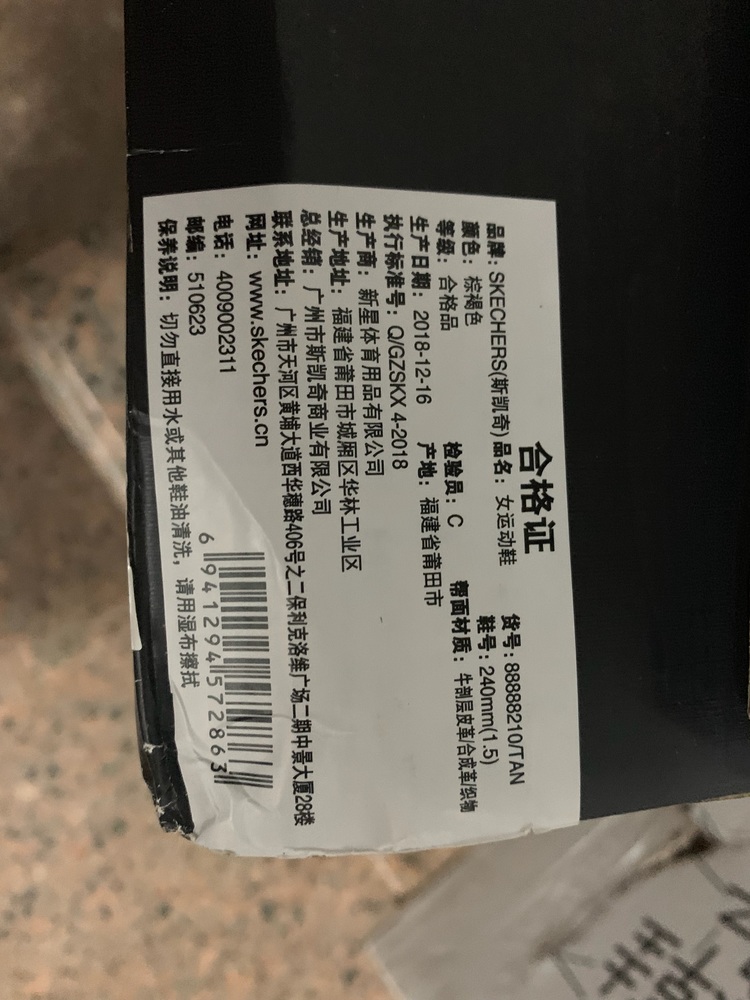 合格证
品牌：SKECHERS(斯凯奇) 品名：女运动鞋 货号：88888210/TAN
颜色：棕褐色 鞋号：240mm(1.5)
等级：合格品 检验员：C 帮面材质：牛剖层皮革/合成革/织物
生产日期：2018-12-16 产地：福建省莆田市
执行标准号：Q/GZSKX 4-2018
生产商：新星体育用品有限公司
生产地址：福建省莆田市城厢区华林工业区
总经销：广州市斯凯奇商业有限公司
联系地址：广州市天河区黄埔大道西华穗路406号之二保利克洛维广场二期中景大厦28楼
网址：www.skechers.cn
电话：4009002311
邮编：510623
保养说明：切勿直接用水或其他鞋油清洗，请用湿布擦拭
6 941294 572863